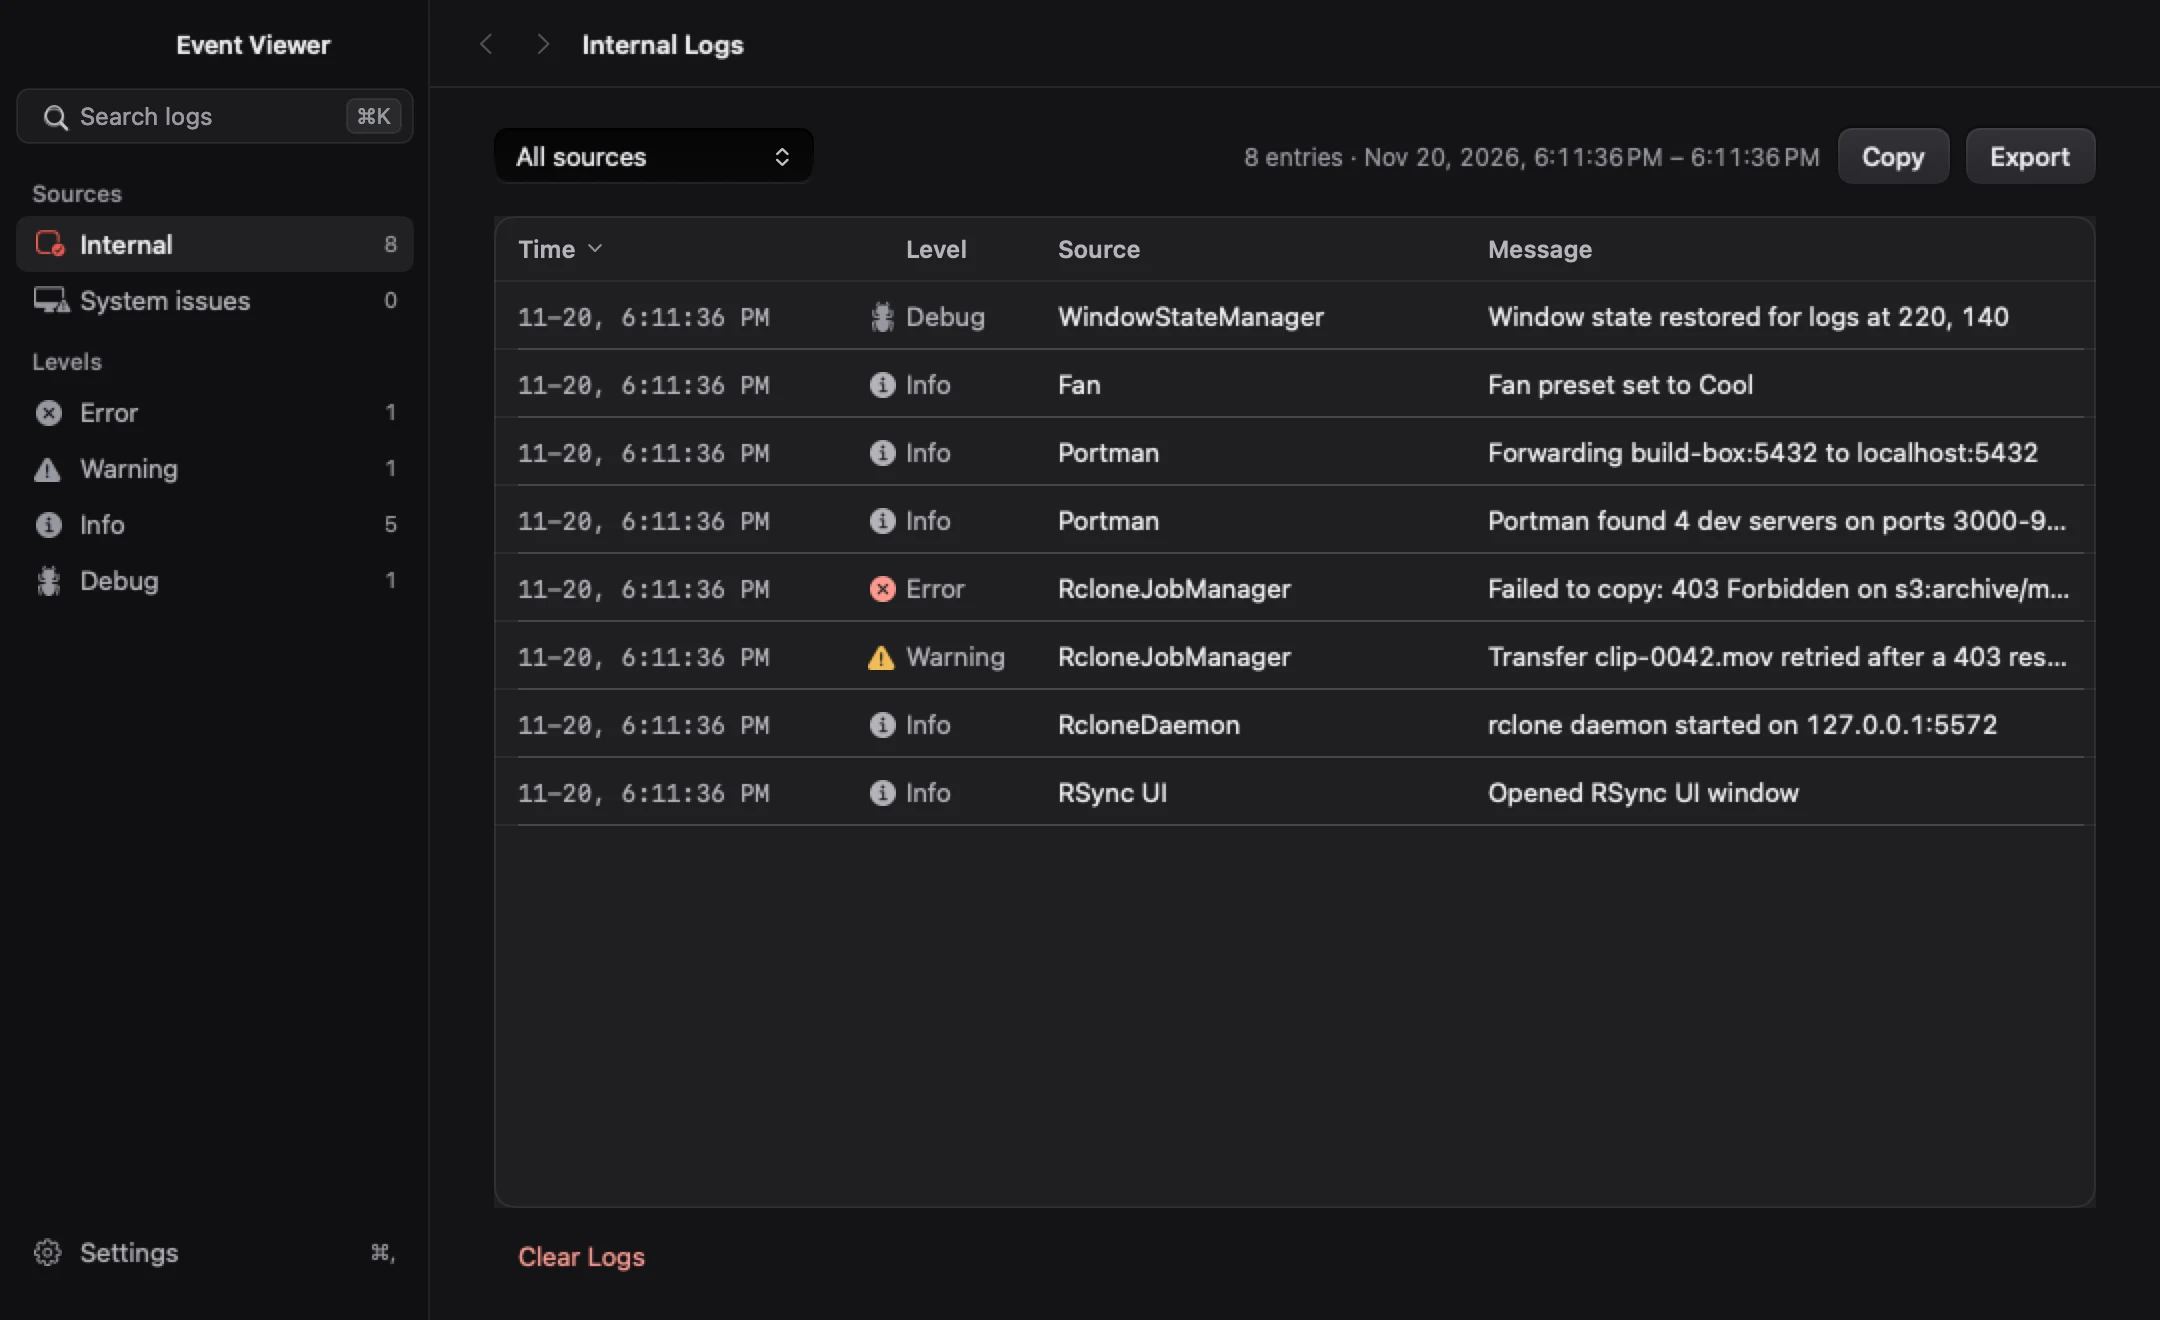 Event Viewer
Search logs ⌘K
Sources
Internal 8
System issues 0
Levels
Error 1
Warning 1
Info 5
Debug 1
Settings ⌘,
Internal Logs
All sources
8 entries · Nov 20, 2026, 6:11:36 PM – 6:11:36 PM
Copy
Export
Time Level Source Message
11-20, 6:11:36 PM Debug WindowStateManager Window state restored for logs at 220, 140
11-20, 6:11:36 PM Info Fan Fan preset set to Cool
11-20, 6:11:36 PM Info Portman Forwarding build-box:5432 to localhost:5432
11-20, 6:11:36 PM Info Portman Portman found 4 dev servers on ports 3000-9...
11-20, 6:11:36 PM Error RcloneJobManager Failed to copy: 403 Forbidden on s3:archive/m...
11-20, 6:11:36 PM Warning RcloneJobManager Transfer clip-0042.mov retried after a 403 res...
11-20, 6:11:36 PM Info RcloneDaemon rclone daemon started on 127.0.0.1:5572
11-20, 6:11:36 PM Info RSync UI Opened RSync UI window
Clear Logs